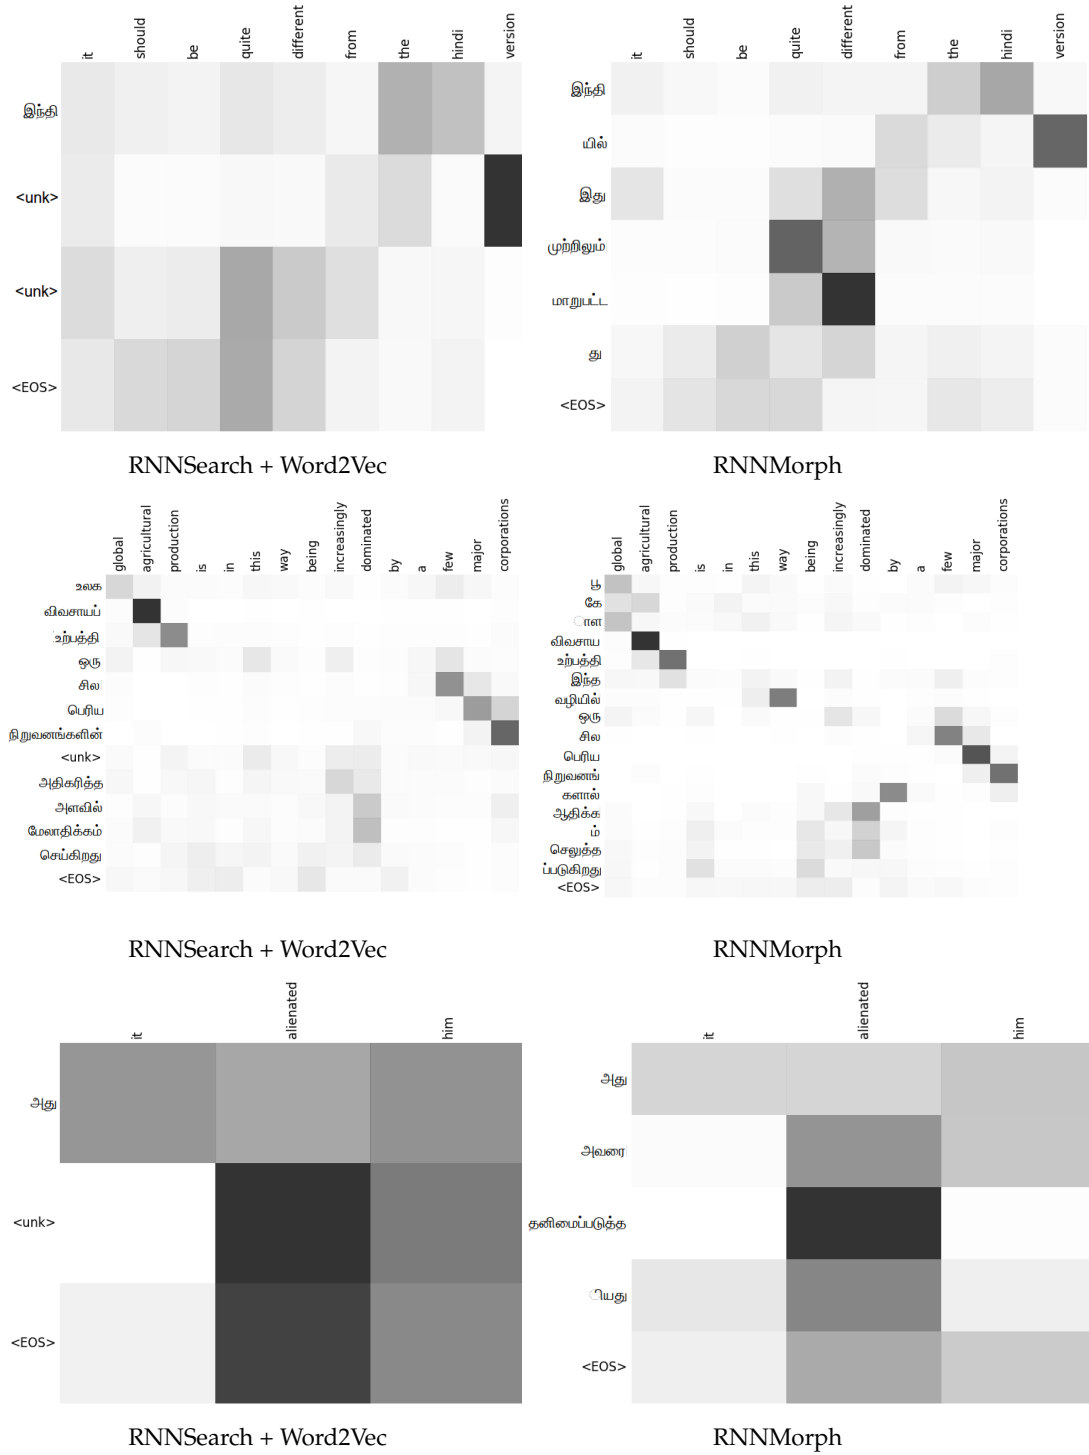 it should be quite different from the hindi version
இந்தி
<unk>
<unk>
<EOS>
RNNSearch + Word2Vec
it should be quite different from the hindi version
இந்தி
யில்
இது
முற்றிலும்
மாறுபட்ட
து
<EOS>
RNNMorph
global agricultural production is in this way being increasingly dominated by a few major corporations
உலக
விவசாயப்
உற்பத்தி
ஒரு
சில
பெரிய
நிறுவனங்களின்
<unk>
அதிகரித்த
அளவில்
மேலாதிக்கம்
செய்கிறது
<EOS>
RNNSearch + Word2Vec
global agricultural production is in this way being increasingly dominated by a few major corporations
பூ
கே
ாள
விவசாய
உற்பத்தி
இந்த
வழியில்
ஒரு
சில
பெரிய
நிறுவனங்
களால்
ஆதிக்க
ம்
செலுத்த
ப்படுகிறது
<EOS>
RNNMorph
it alienated him
அது
<unk>
<EOS>
RNNSearch + Word2Vec
it alienated him
அது
அவரை
தனிமைப்படுத்த
ியது
<EOS>
RNNMorph